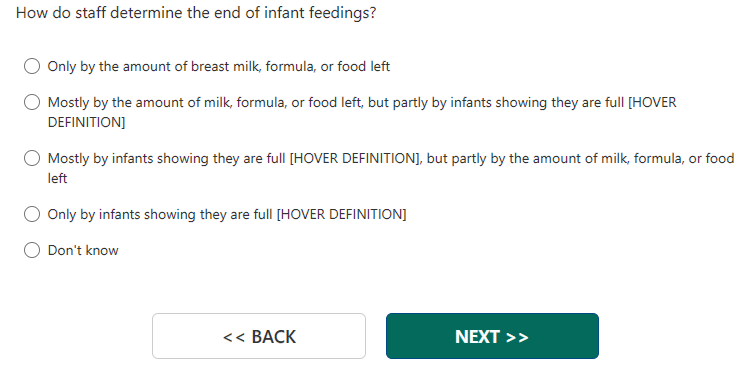 How do staff determine the end of infant feedings?
Only by the amount of breast milk, formula, or food left
Mostly by the amount of milk, formula, or food left, but partly by infants showing they are full [HOVER
DEFINITION]
Mostly by infants showing they are full [HOVER DEFINITION], but partly by the amount of milk, formula, or food
left
Only by infants showing they are full [HOVER DEFINITION]
Don't know
<< BACK
NEXT >>